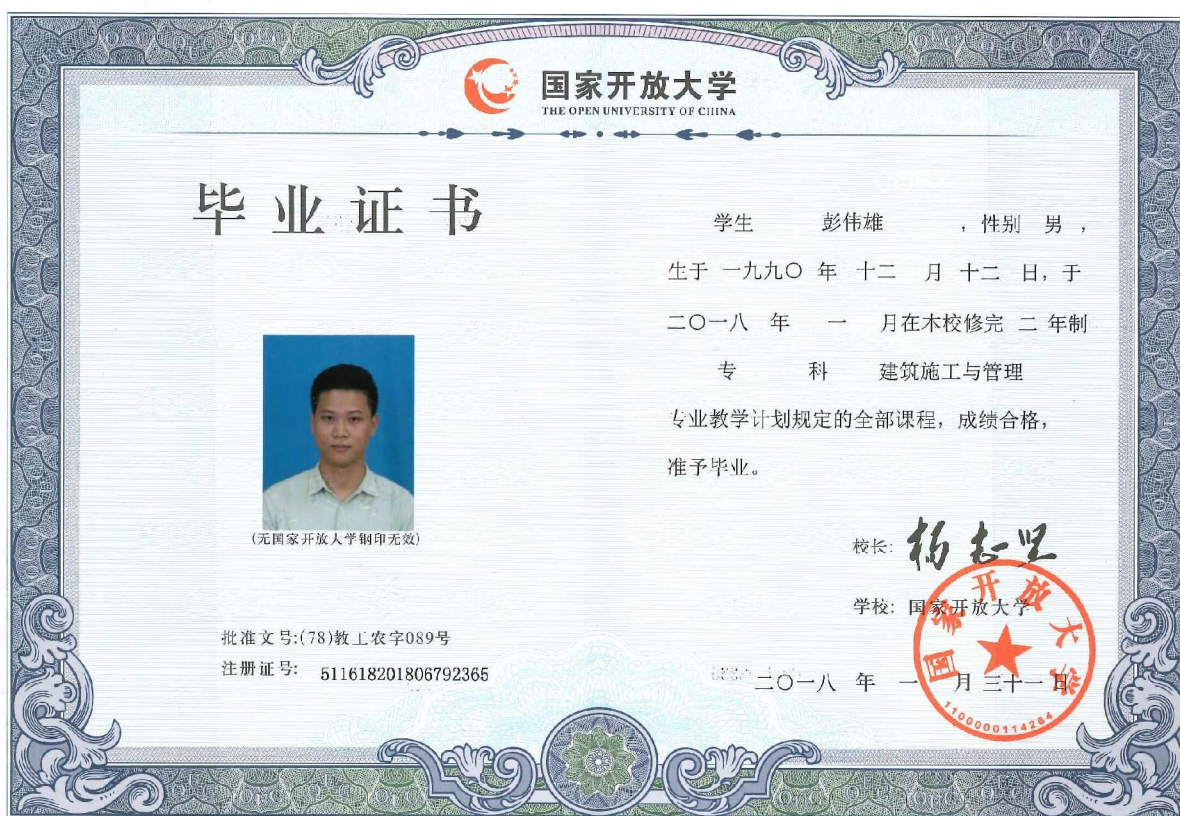 国家开放大学
THE OPEN UNIVERSITY OF CHINA
毕业证书
学生 彭伟雄 ，性别 男 ，
生于 一九九〇 年 十二 月 十二 日，于
二〇一八 年 一 月在本校修完 二 年制
专 科 建筑施工与管理
专业教学计划规定的全部课程，成绩合格，
准予毕业。
(无国家开放大学钢印无效)
校长: 杨志坚
学校: 国家开放大学
批准文号:(78)教工农字089号
注册证号: 511618201806792365
二〇一八 年 一 月 三十一 日
国家开放大学
1100000114264